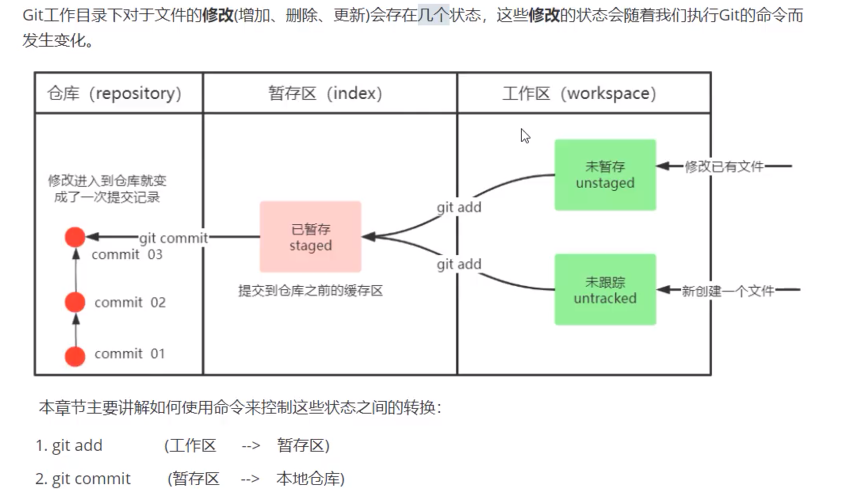 Git工作目录下对于文件的修改(增加、删除、更新)会存在几个状态，这些修改的状态会随着我们执行Git的命令而
发生变化。
仓库（repository）
暂存区（index）
工作区（workspace）
修改进入到仓库就变
成了一次提交记录
未暂存
unstaged
修改已有文件
git add
已暂存
staged
git commit
commit 03
git add
未跟踪
untracked
新创建一个文件
提交到仓库之前的缓存区
commit 02
commit 01
本章节主要讲解如何使用命令来控制这些状态之间的转换：
1. git add (工作区 --> 暂存区)
2. git commit (暂存区 --> 本地仓库)